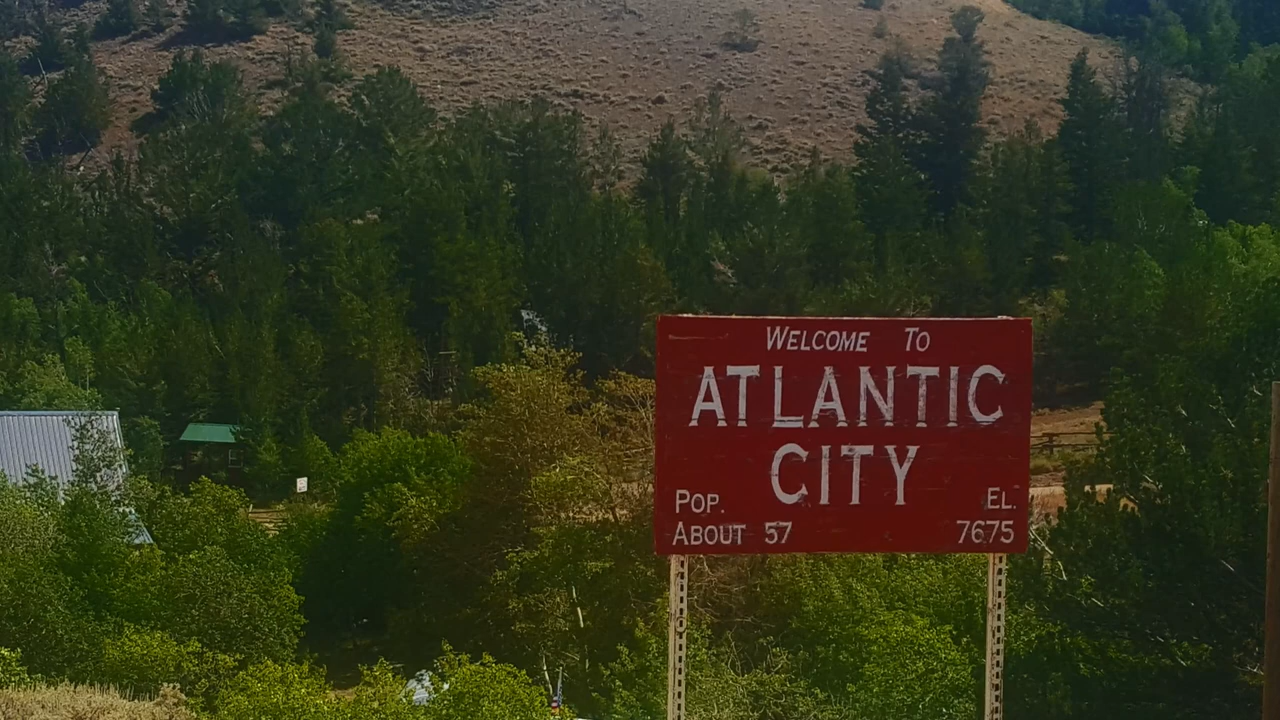 WELCOME TO
ATLANTIC
CITY
POP. EL.
ABOUT 57 7675